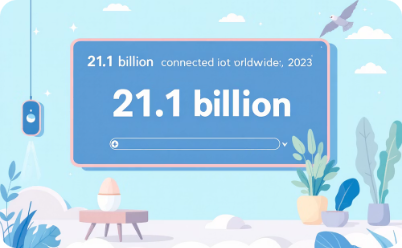 21.1 billion connected iot orldwide:, 2023
21.1 billion